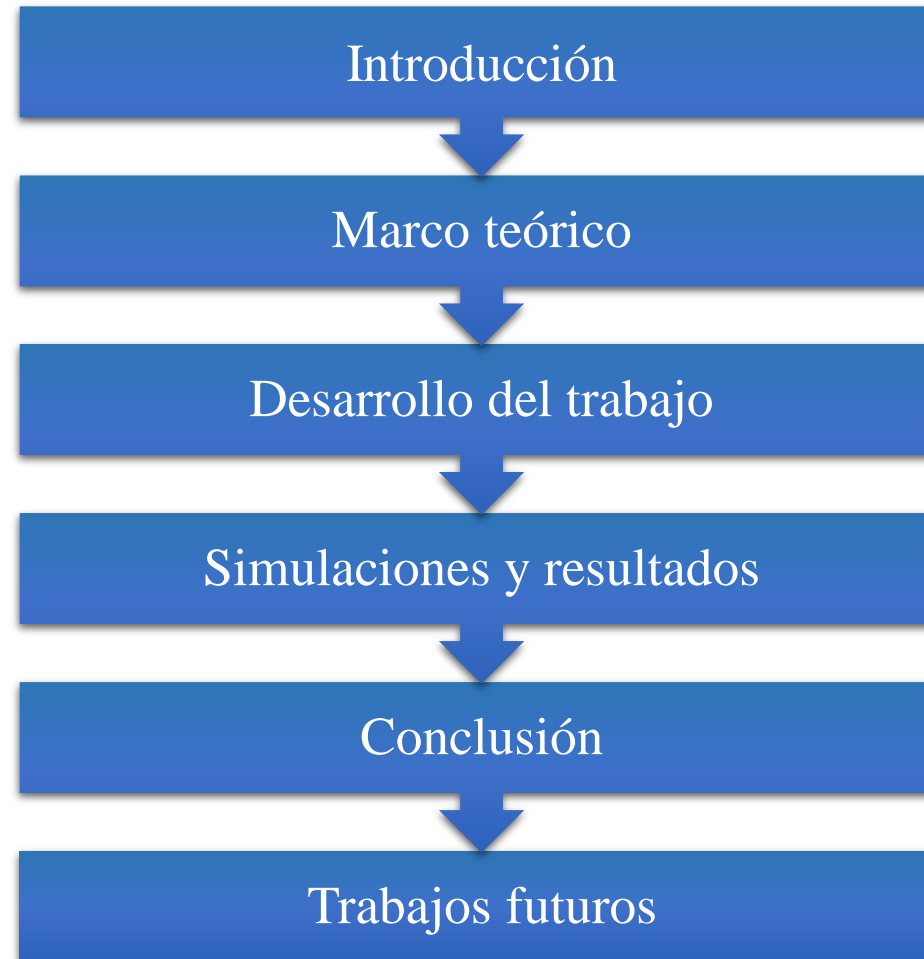 Introducción
Marco teórico
Desarrollo del trabajo
Simulaciones y resultados
Conclusión
Trabajos futuros